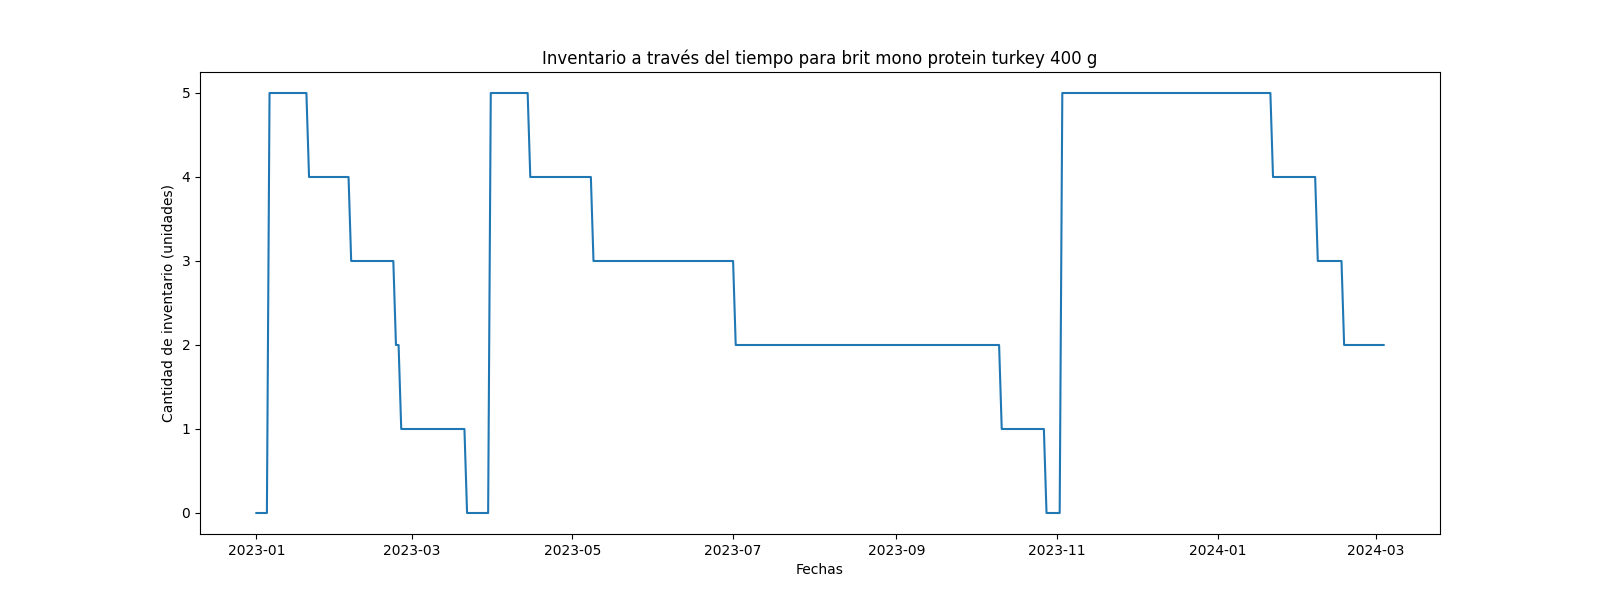 Inventario a través del tiempo para brit mono protein turkey 400 g
Cantidad de inventario (unidades)
5
4
3
2
1
0
2023-01 2023-03 2023-05 2023-07 2023-09 2023-11 2024-01 2024-03
Fechas